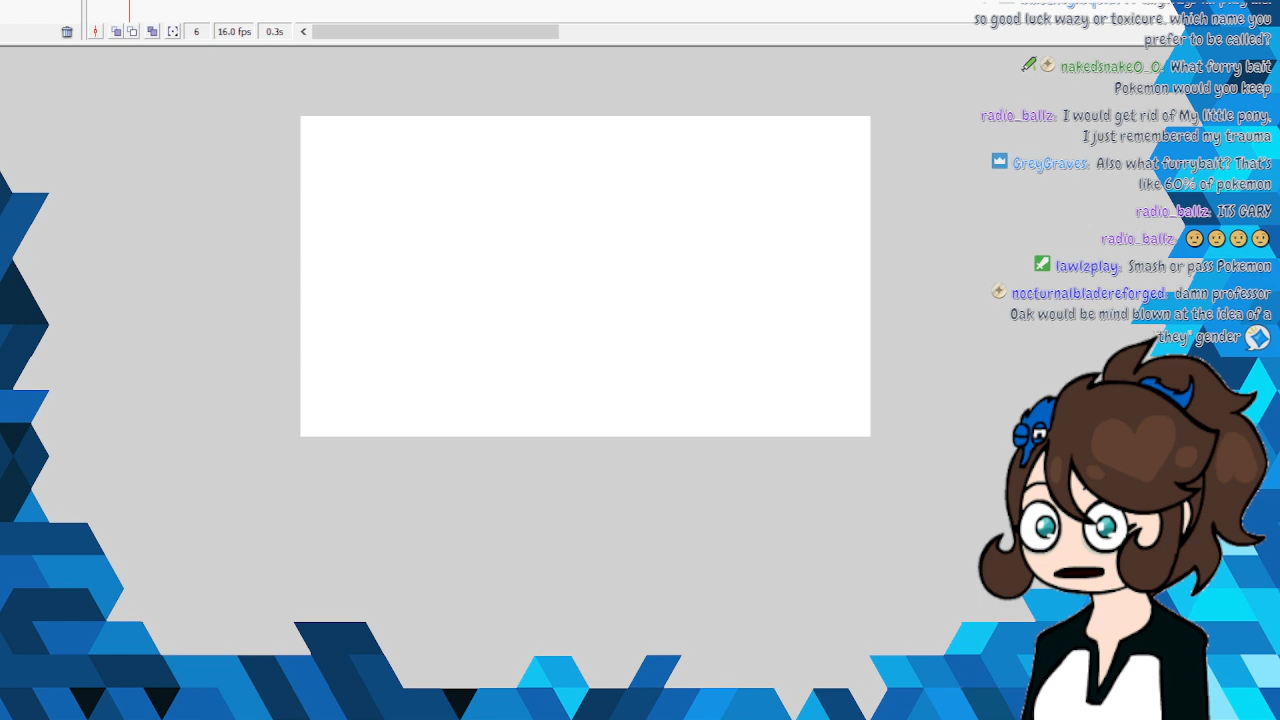 6 16.0 fps 0.3s
so good luck wazy or toxicure. which name you
prefer to be called?
nakedsnake0_0: What furry bait
Pokemon would you keep
radio_ballz: I would get rid of My little pony,
I just remembered my trauma
GreyGraves: Also what furrybait? That's
like 60% of pokemon
radio_ballz: ITS GARY
radio_ballz:
lawlzplay: Smash or pass Pokemon
nocturnalbladereforged: damn professor
Oak would be mind blown at the idea of a
"they" gender